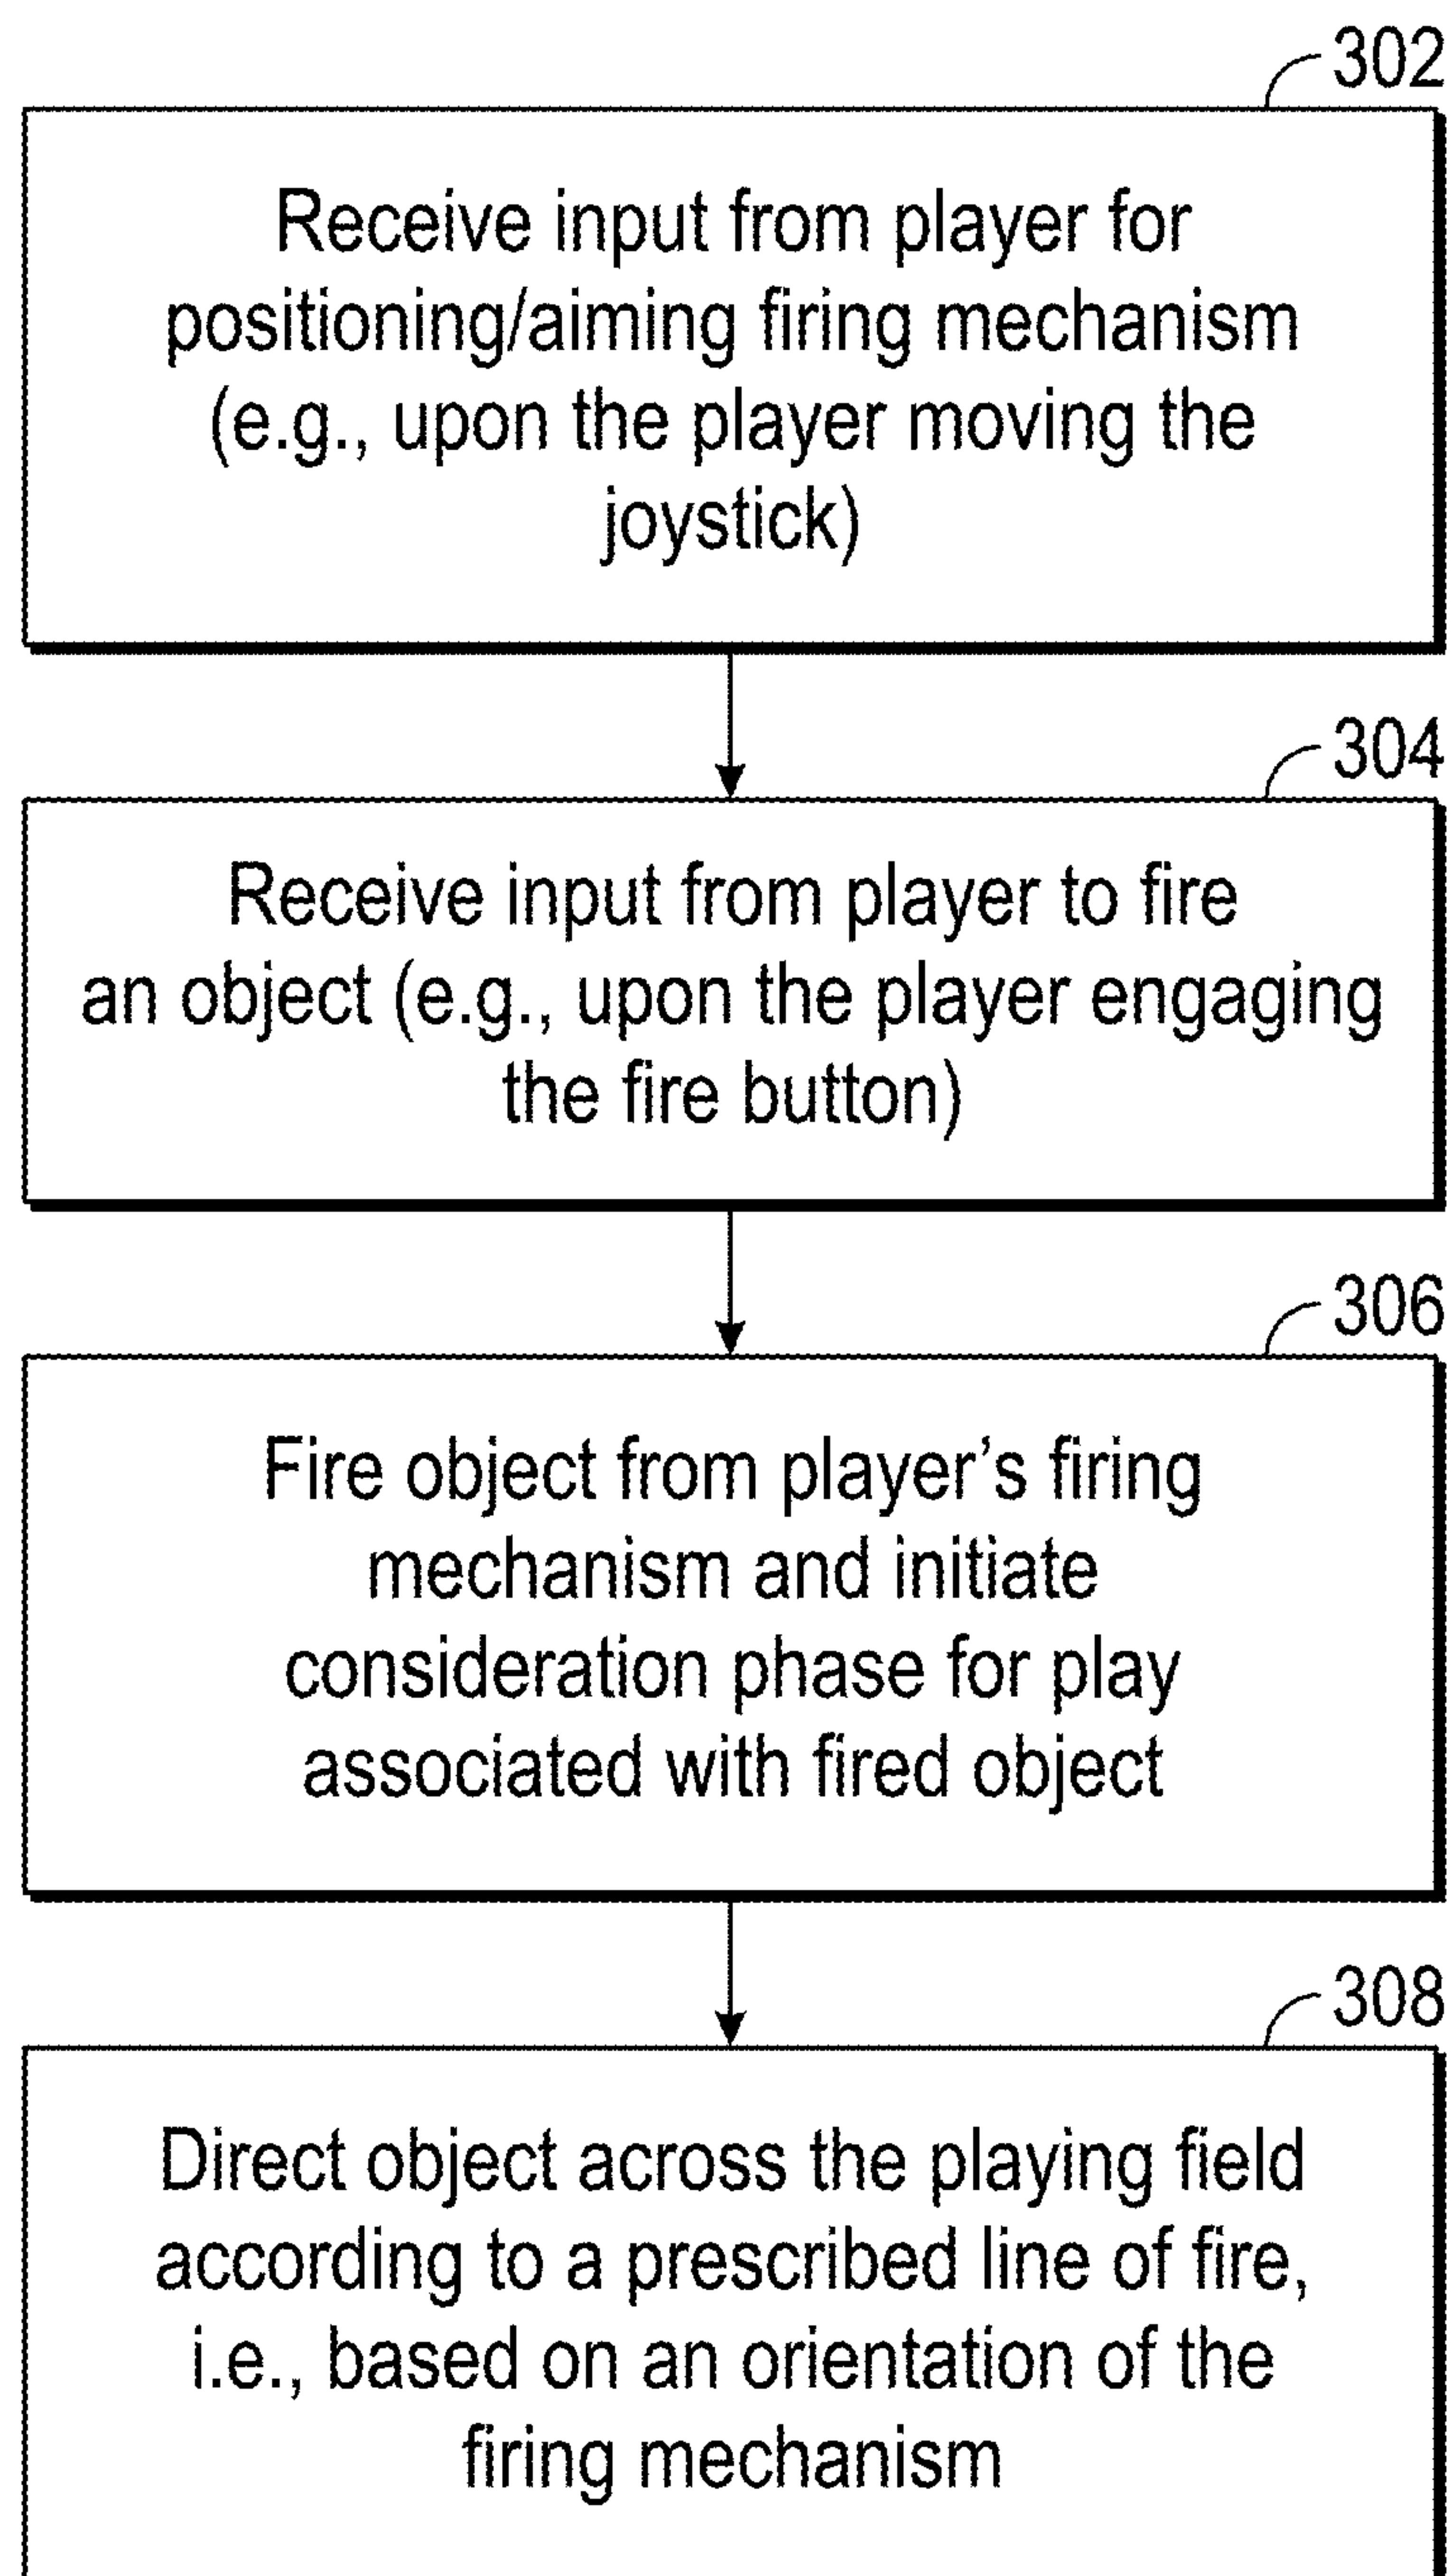 302
Receive input from player for
positioning/aiming firing mechanism
(e.g., upon the player moving the
joystick)
304
Receive input from player to fire
an object (e.g., upon the player engaging
the fire button)
306
Fire object from player’s firing
mechanism and initiate
consideration phase for play
associated with fired object
308
Direct object across the playing field
according to a prescribed line of fire,
i.e., based on an orientation of the
firing mechanism